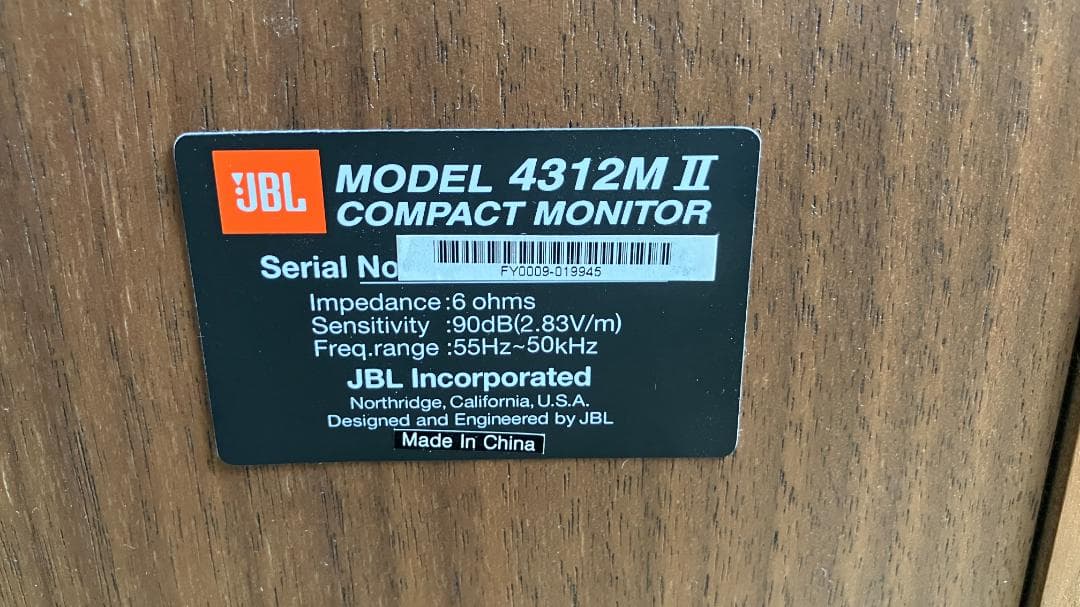 JBL
MODEL 4312M II
COMPACT MONITOR
Serial No
FY0009-019945
Impedance :6 ohms
Sensitivity :90dB(2.83V/m)
Freq.range :55Hz~50kHz
JBL Incorporated
Northridge, California, U.S.A.
Designed and Engineered by JBL
Made In China